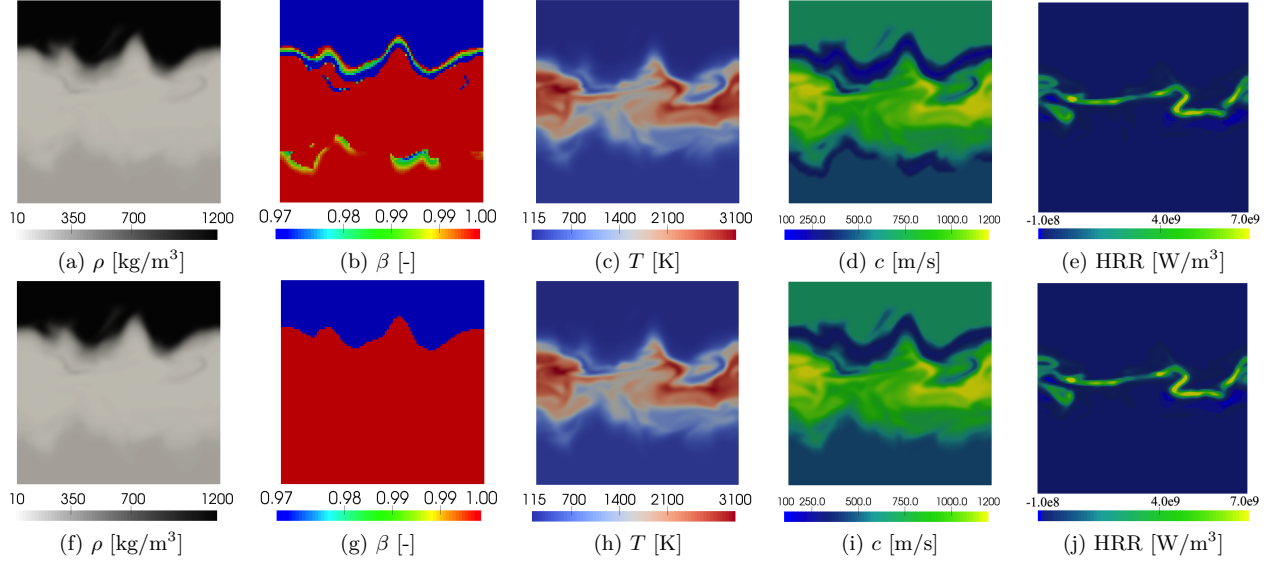 10 350 700 1200
0.97 0.98 0.99 0.99 1.00
115 700 1400 2100 3100
100 250.0 500.0 750.0 1000.0 1200
-1.0e8 4.0e9 7.0e9
(a) ρ [kg/m³]
(b) β [-]
(c) T [K]
(d) c [m/s]
(e) HRR [W/m³]
10 350 700 1200
0.97 0.98 0.99 0.99 1.00
115 700 1400 2100 3100
100 250.0 500.0 750.0 1000.0 1200
-1.0e8 4.0e9 7.0e9
(f) ρ [kg/m³]
(g) β [-]
(h) T [K]
(i) c [m/s]
(j) HRR [W/m³]